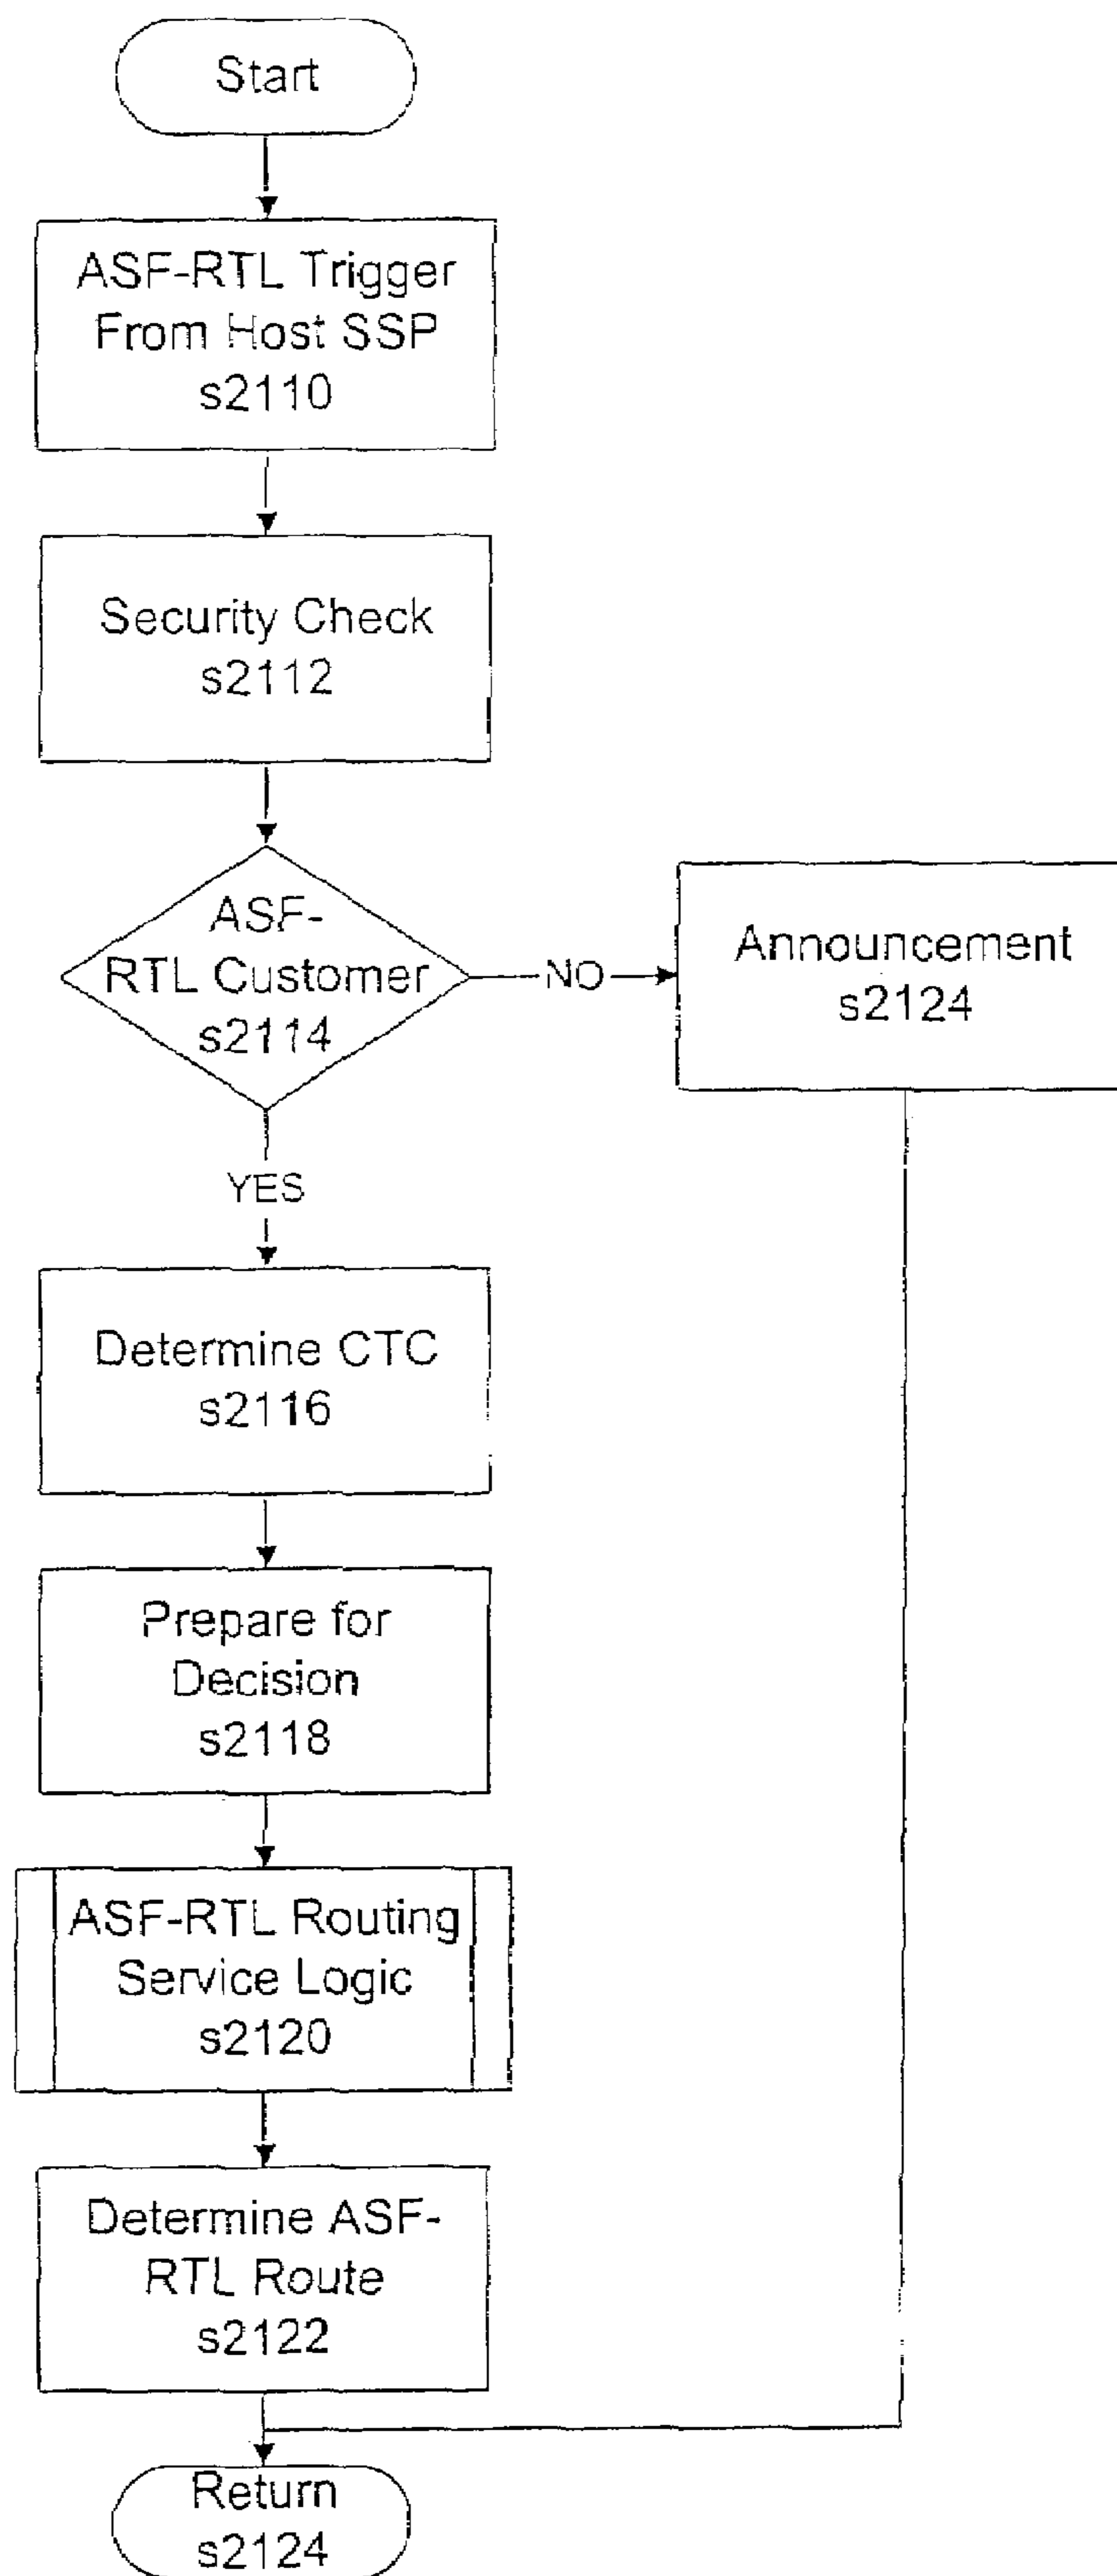 Start
ASF-RTL Trigger
From Host SSP
s2110
Security Check
s2112
ASF-
RTL Customer
s2114
NO
Announcement
s2124
YES
Determine CTC
s2116
Prepare for
Decision
s2118
ASF-RTL Routing
Service Logic
s2120
Determine ASF-
RTL Route
s2122
Return
s2124